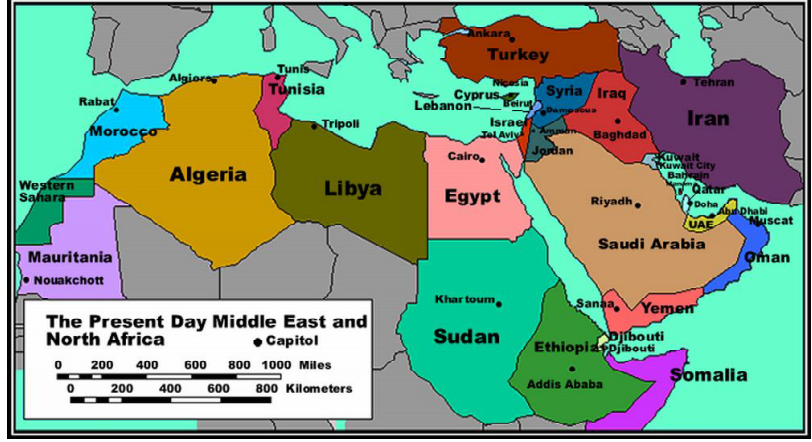 Ankara
Turkey
Algiors
Tunis
Tunisia
Nicosia
Cyprus
Syria
Iraq
Tehran
Iran
Rabat
Morocco
Lebanon
Beirut
Damascus
Tripoli
Israel
Tel Aviv
Amman
Baghdad
Jordan
Cairo
Kuwait
Kuwait City
Bahrain
Algeria
Libya
Egypt
Qatar
Western
Sahara
Riyadh
Doha
Abu Dhabi
Muscat
UAE
Saudi Arabia
Oman
Mauritania
Nouakchott
Khartoum
Sanaa
Yemen
Sudan
Djibouti
Ethiopia
Djibouti
Addis Ababa
Somalia
The Present Day Middle East and
North Africa
Capitol
0 200 400 600 800 1000 Miles
0 200 400 600 800 Kilometers